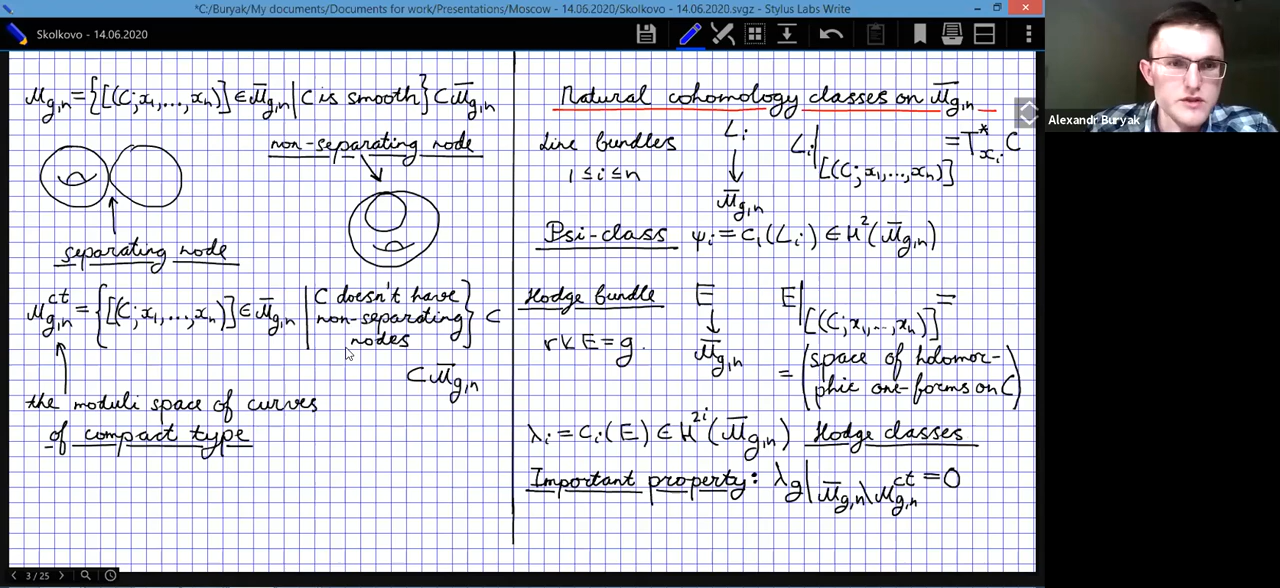 *C:/Buryak/My documents/Documents for work/Presentations/Moscow - 14.06.2020/Skolkovo - 14.06.2020.svgz - Stylus Labs Write
Skolkovo - 14.06.2020
M_{g,n} = {[(C; x_1, ..., x_n)] ∈ M̄_{g,n} | C is smooth} ⊂ M̄_{g,n}
non-separating node
separating node
M^{ct}_{g,n} = {[(C; x_1, ..., x_n)] ∈ M̄_{g,n} | C doesn't have
non-separating
nodes} ⊂
⊂ M̄_{g,n}
the moduli space of curves
of compact type
Natural cohomology classes on M̄_{g,n}
Line bundles
1 ≤ i ≤ n
L_i
↓
M̄_{g,n}
L_i|_{[(C; x_1, ..., x_n)]} = T^*_{x_i} C
Psi-class ψ_i = c_1(L_i) ∈ H^2(M̄_{g,n})
Hodge bundle
rk E = g.
E
↓
M̄_{g,n}
E|_{[(C; x_1, ..., x_n)]} =
= (space of holomor-
phic one-forms on C)
λ_i = c_i(E) ∈ H^{2i}(M̄_{g,n}) Hodge classes
Important property: λ_g|_{M̄_{g,n} \ M^{ct}_{g,n}} = 0
3 / 25
Alexandr Buryak